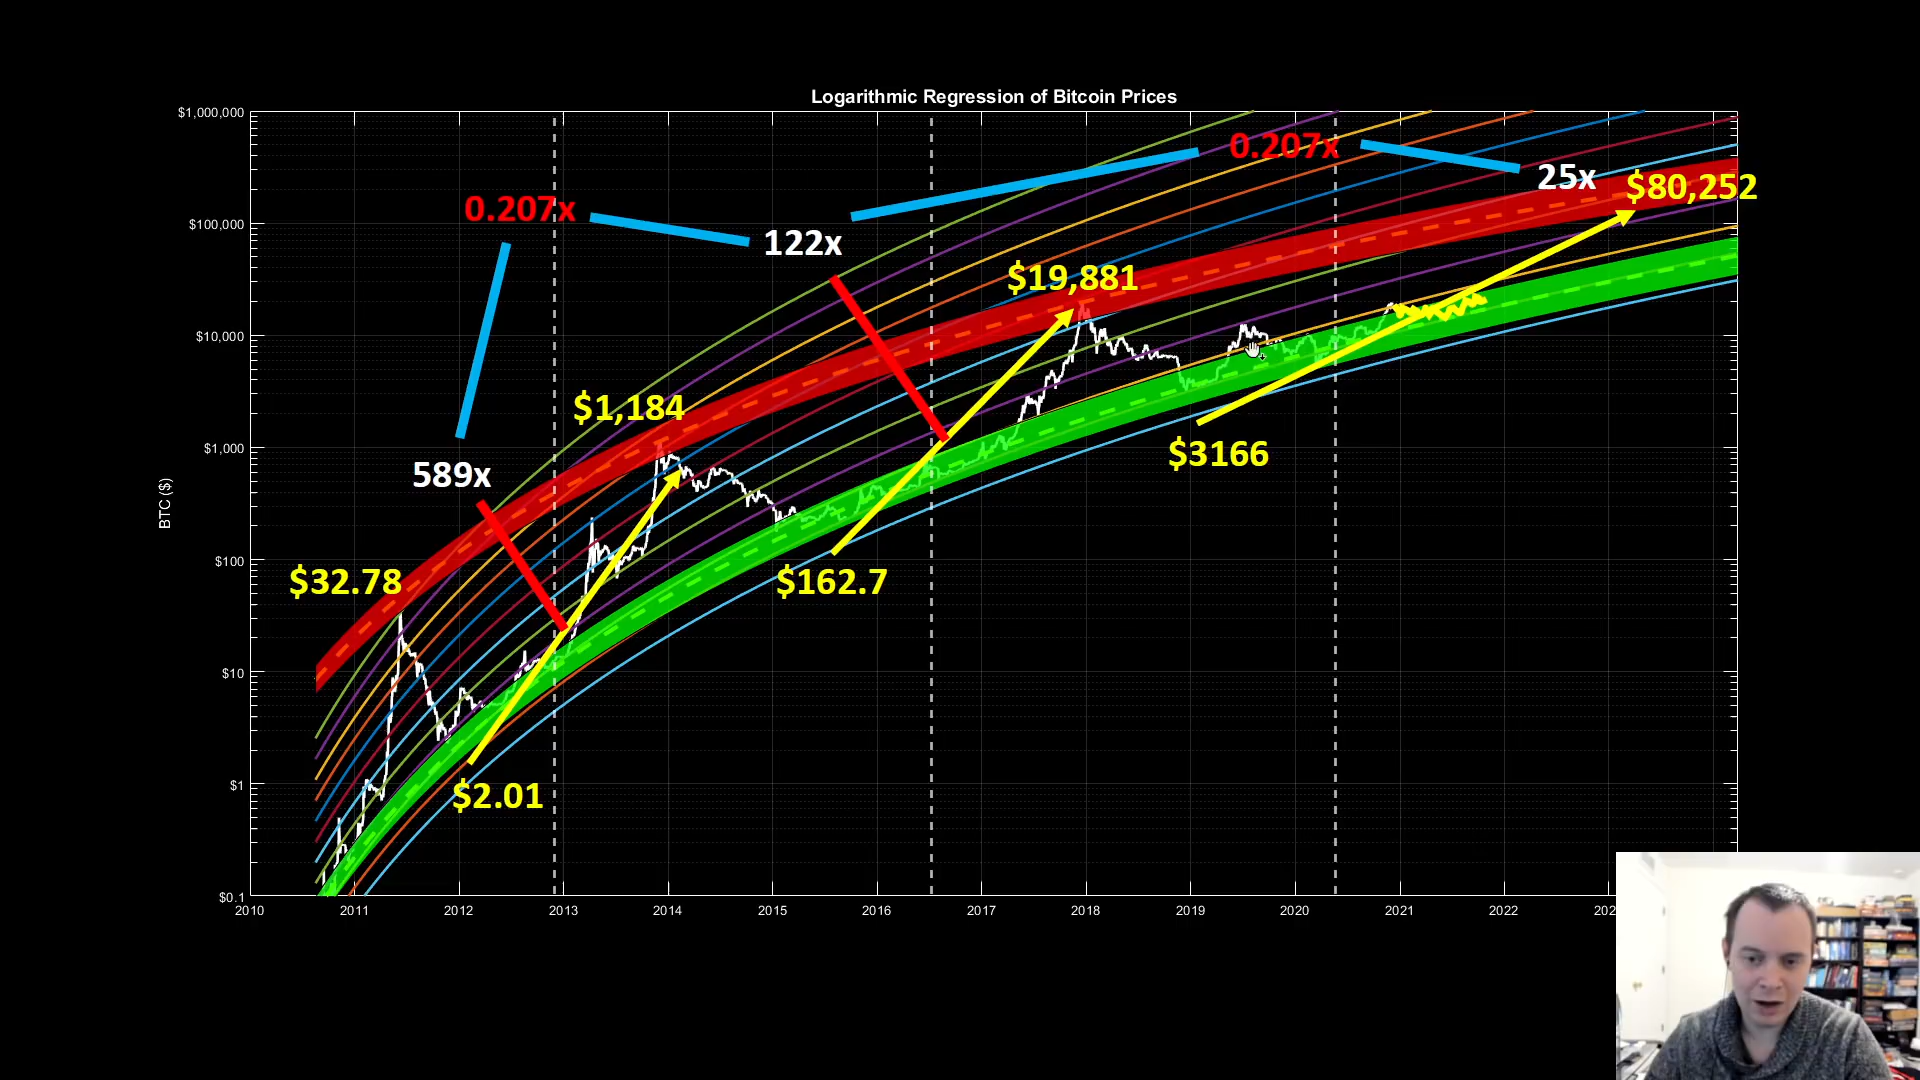 Logarithmic Regression of Bitcoin Prices
$1,000,000
$100,000
$10,000
$1,000
$100
$10
$1
$0.1
BTC ($)
0.207x
25x
$80,252
0.207x
122x
$19,881
$1,184
$3166
589x
$32.78
$162.7
$2.01
2010 2011 2012 2013 2014 2015 2016 2017 2018 2019 2020 2021 2022